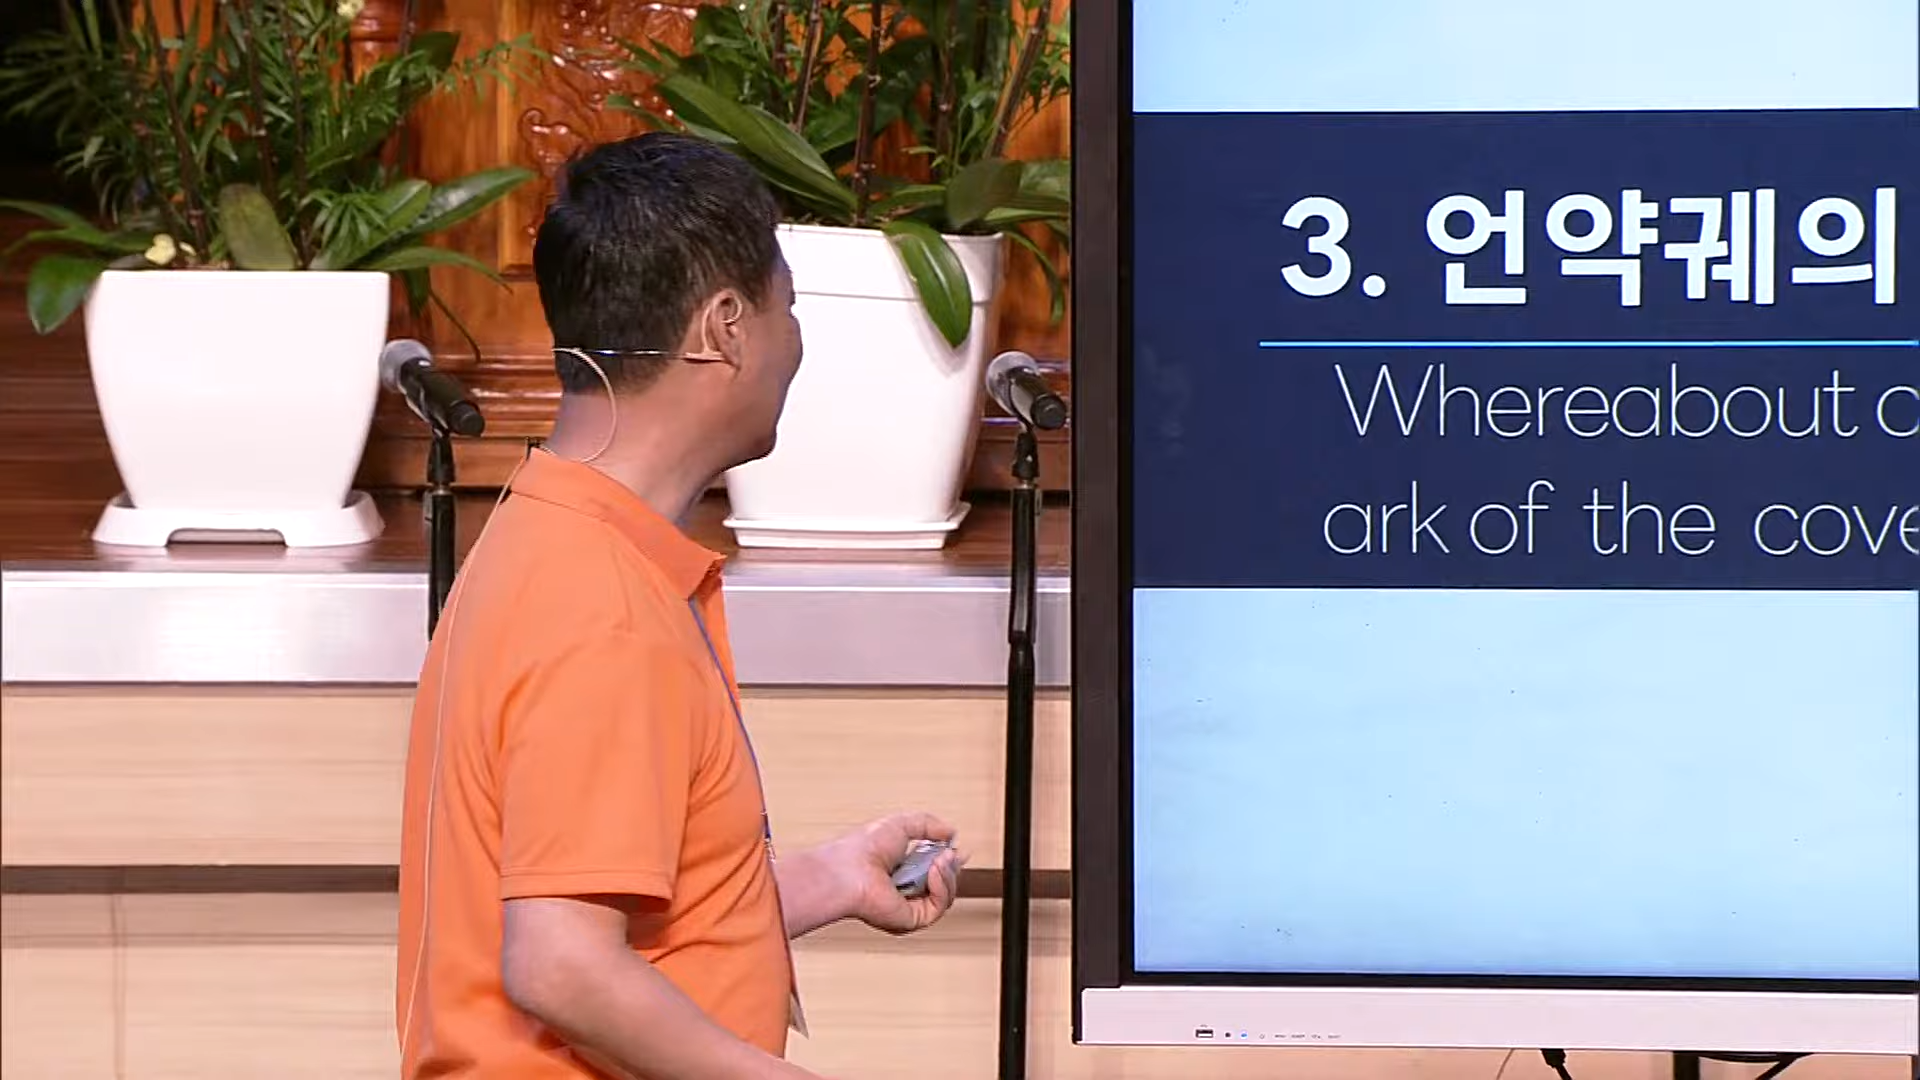 3. 언약궤의
Whereabout
ark of the